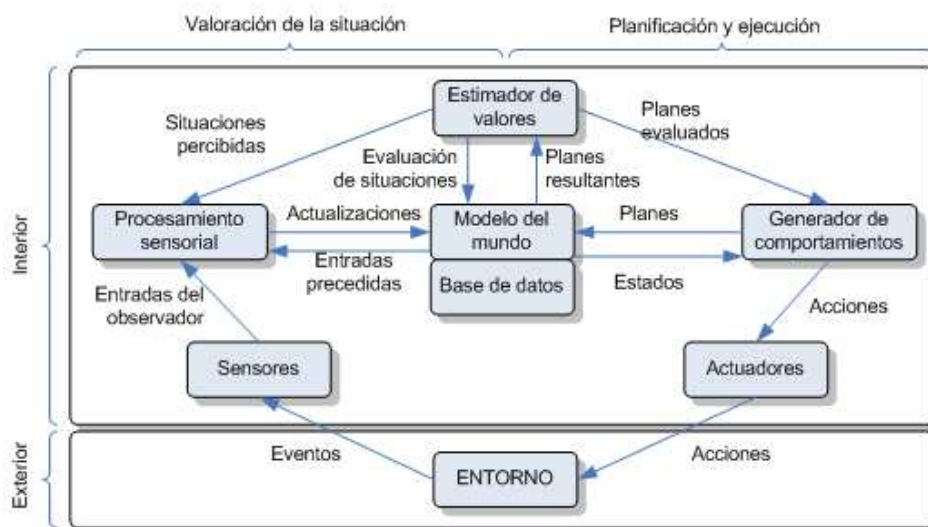 Valoración de la situación
Planificación y ejecución
Interior
Estimador de
valores
Situaciones
percibidas
Planes
evaluados
Evaluación
de situaciones
Planes
resultantes
Procesamiento
sensorial
Actualizaciones
Modelo del
mundo
Planes
Generador de
comportamientos
Entradas
precedidas
Base de datos
Estados
Entradas del
observador
Acciones
Sensores
Actuadores
Exterior
Eventos
ENTORNO
Acciones